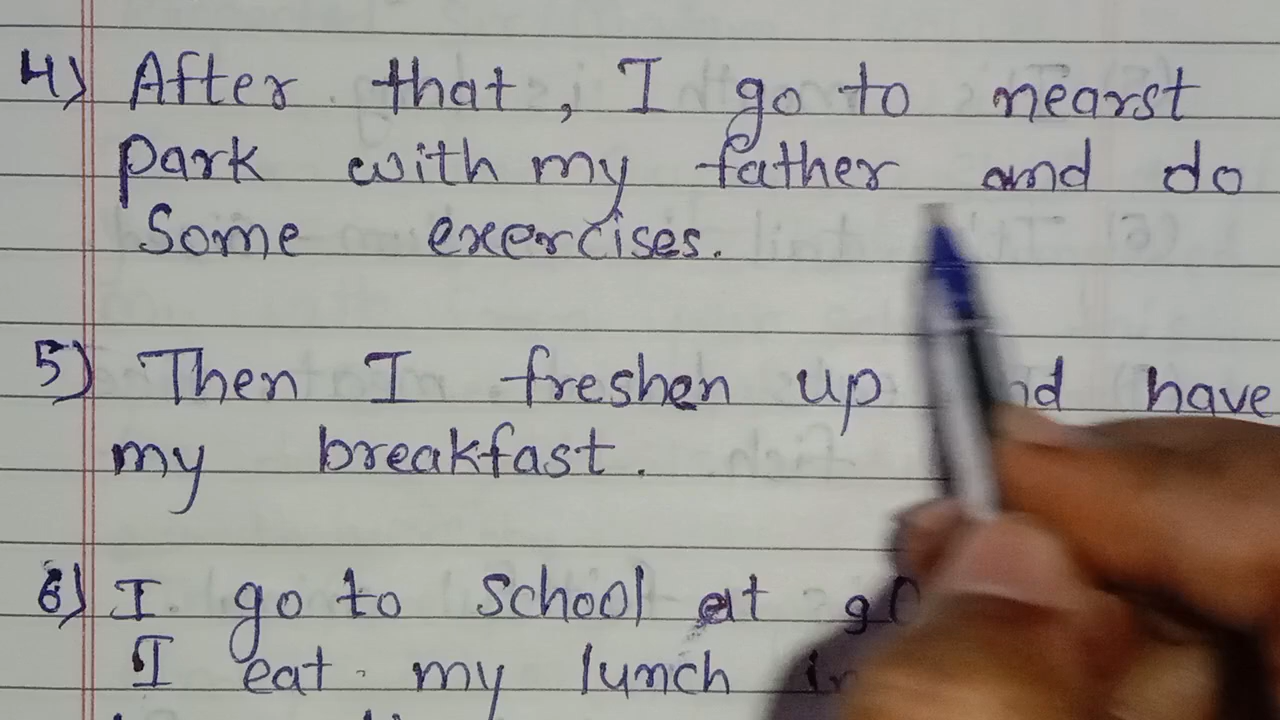 4) After that, I go to nearst
park with my father and do
Some exercises.
5) Then I freshen up have
my breakfast.
6) I go to School at
I eat my lunch